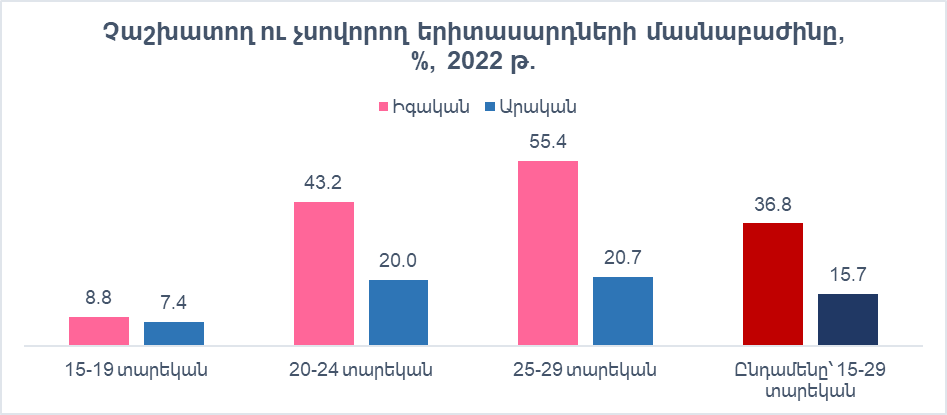 Չաշխատող ու չսովորող երիտասարդների մասնաբաժինը,
%, 2022 թ.
Իգական Արական
55.4
43.2
36.8
20.0
20.7
15.7
8.8
7.4
15-19 տարեկան
20-24 տարեկան
25-29 տարեկան
Ընդամենը՝ 15-29
տարեկան